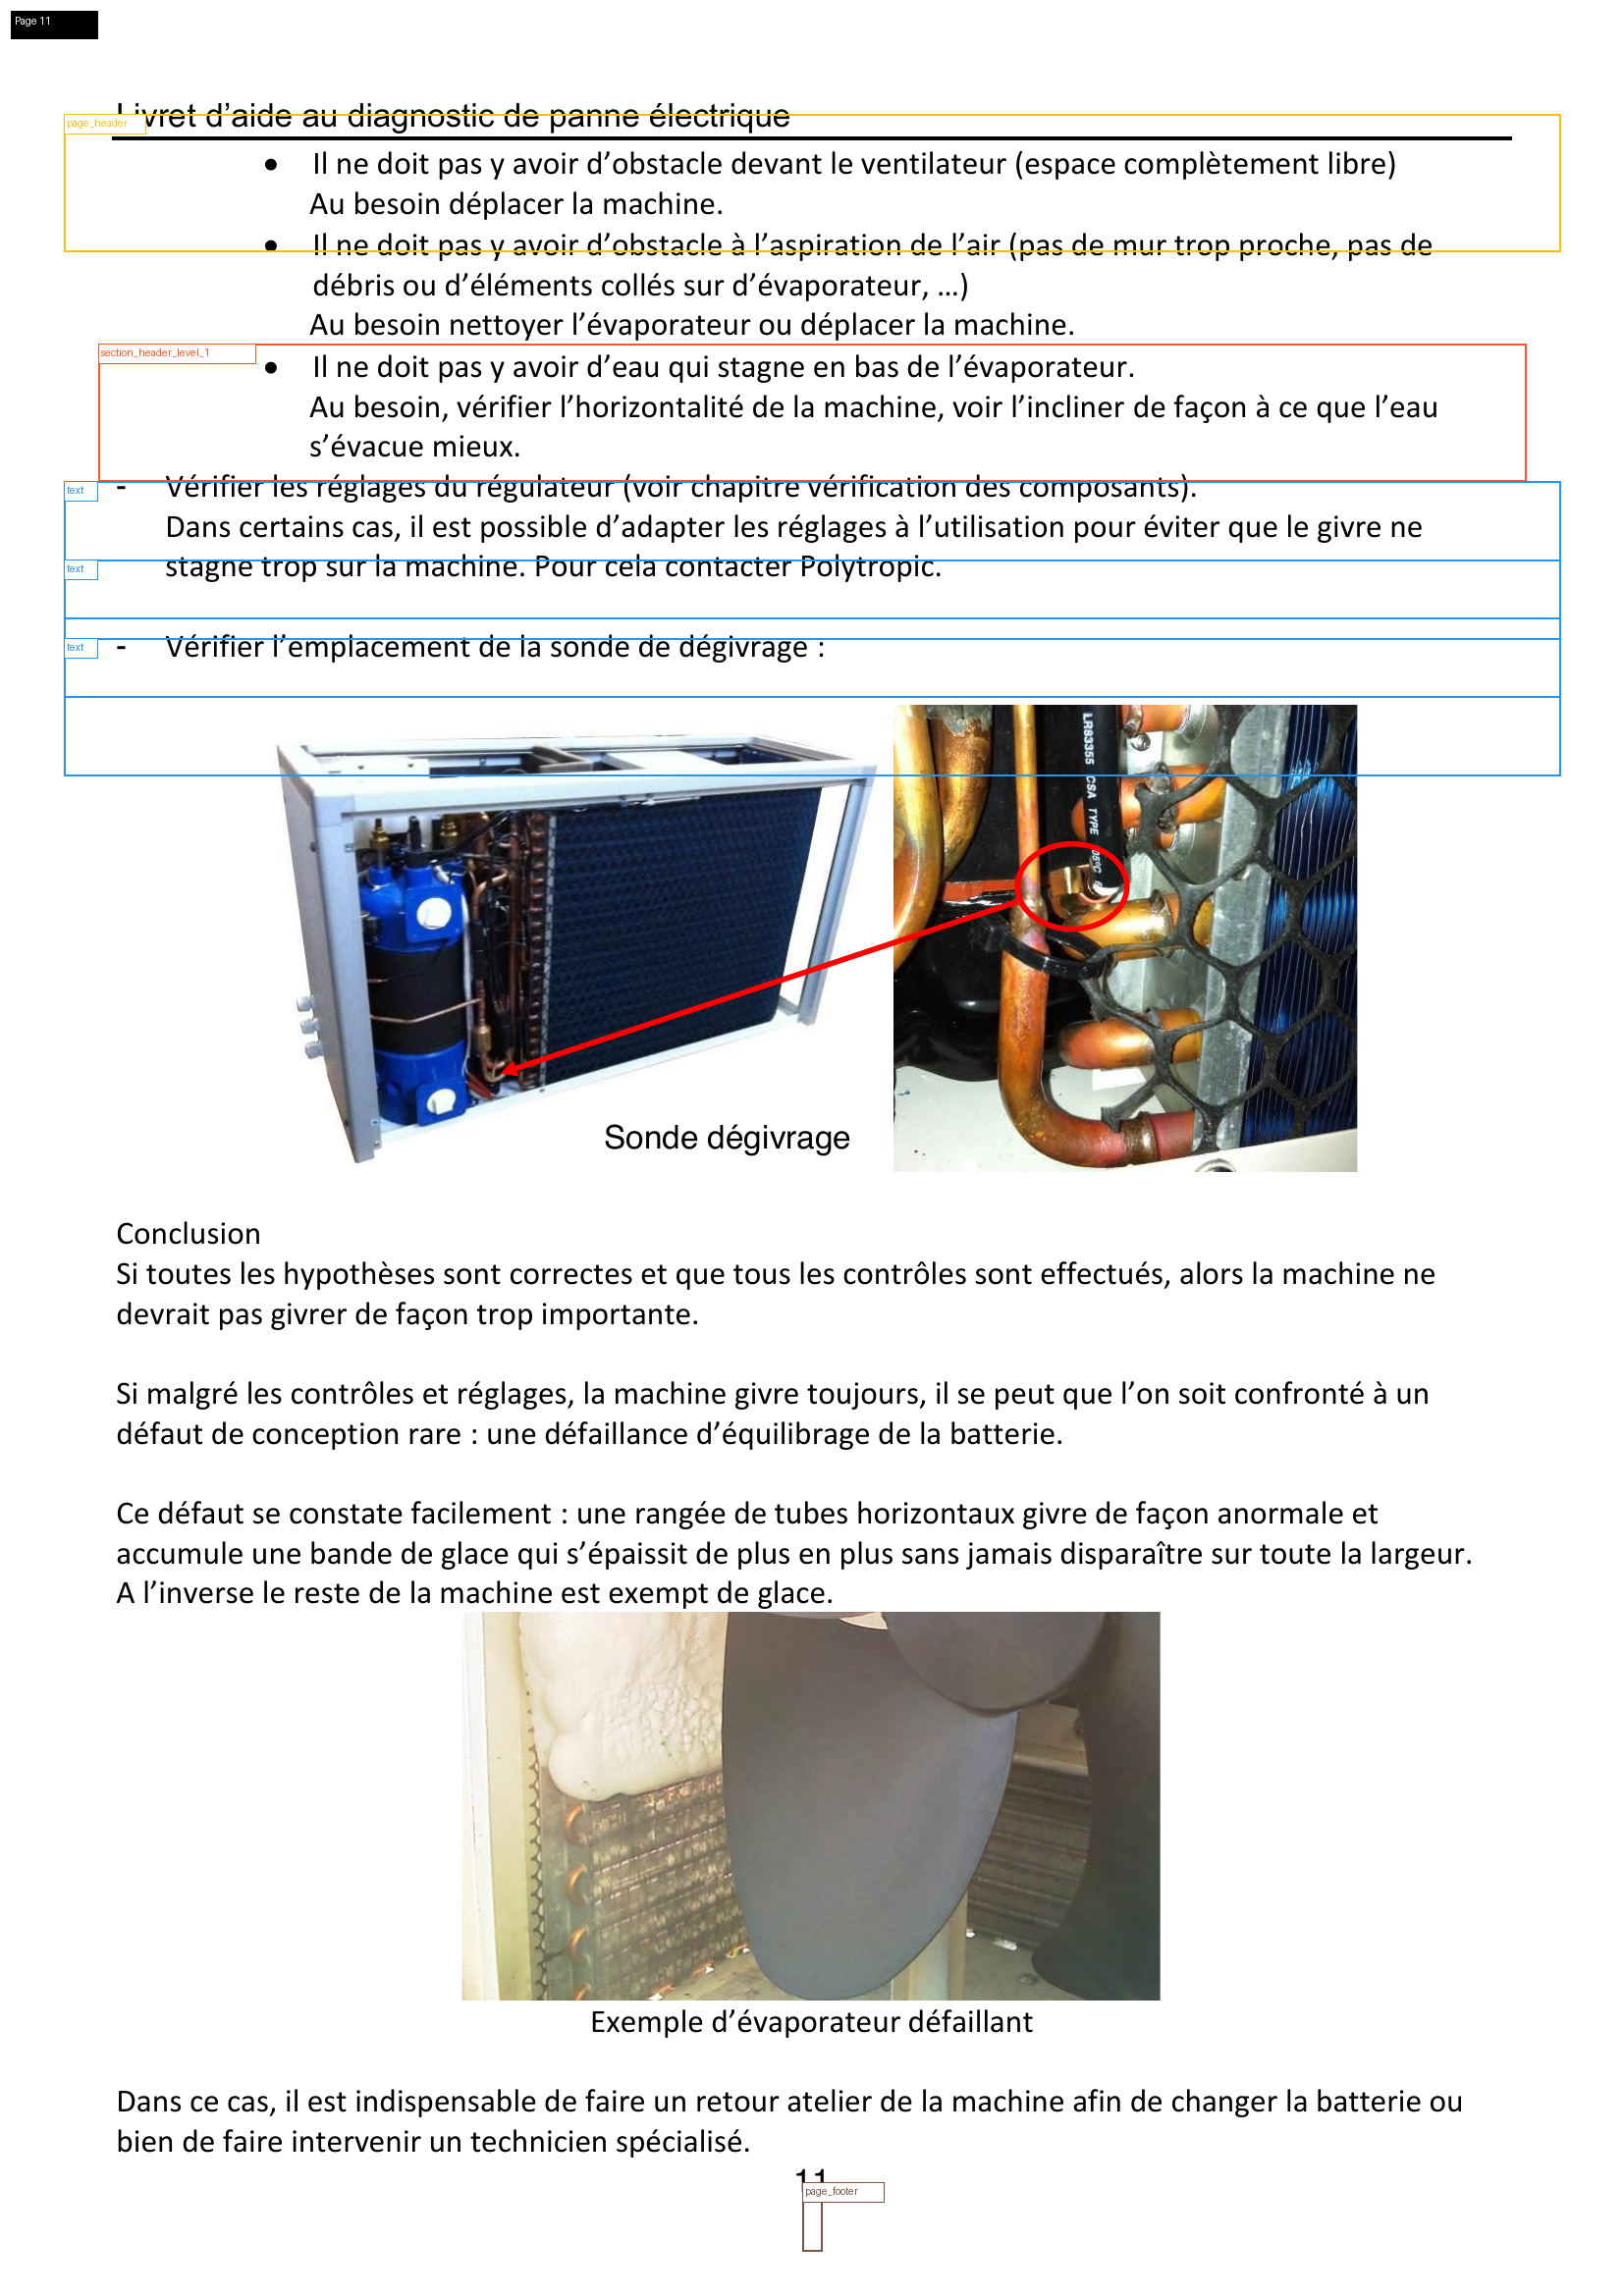 Page 11
Livret d’aide au diagnostic de panne électrique
page_header
• Il ne doit pas y avoir d’obstacle devant le ventilateur (espace complètement libre)
Au besoin déplacer la machine.
• Il ne doit pas y avoir d’obstacle à l’aspiration de l’air (pas de mur trop proche, pas de
débris ou d’éléments collés sur d’évaporateur, …)
Au besoin nettoyer l’évaporateur ou déplacer la machine.
section_header_level_1
• Il ne doit pas y avoir d’eau qui stagne en bas de l’évaporateur.
Au besoin, vérifier l’horizontalité de la machine, voir l’incliner de façon à ce que l’eau
s’évacue mieux.
text
- Vérifier les réglages du régulateur (voir chapitre vérification des composants).
Dans certains cas, il est possible d’adapter les réglages à l’utilisation pour éviter que le givre ne
text
stagne trop sur la machine. Pour cela contacter Polytropic.
text
- Vérifier l’emplacement de la sonde de dégivrage :
LR83355 CSA TYPE
Sonde dégivrage
Conclusion
Si toutes les hypothèses sont correctes et que tous les contrôles sont effectués, alors la machine ne
devrait pas givrer de façon trop importante.
Si malgré les contrôles et réglages, la machine givre toujours, il se peut que l’on soit confronté à un
défaut de conception rare : une défaillance d’équilibrage de la batterie.
Ce défaut se constate facilement : une rangée de tubes horizontaux givre de façon anormale et
accumule une bande de glace qui s’épaissit de plus en plus sans jamais disparaître sur toute la largeur.
A l’inverse le reste de la machine est exempt de glace.
Exemple d’évaporateur défaillant
Dans ce cas, il est indispensable de faire un retour atelier de la machine afin de changer la batterie ou
bien de faire intervenir un technicien spécialisé.
11
page_footer